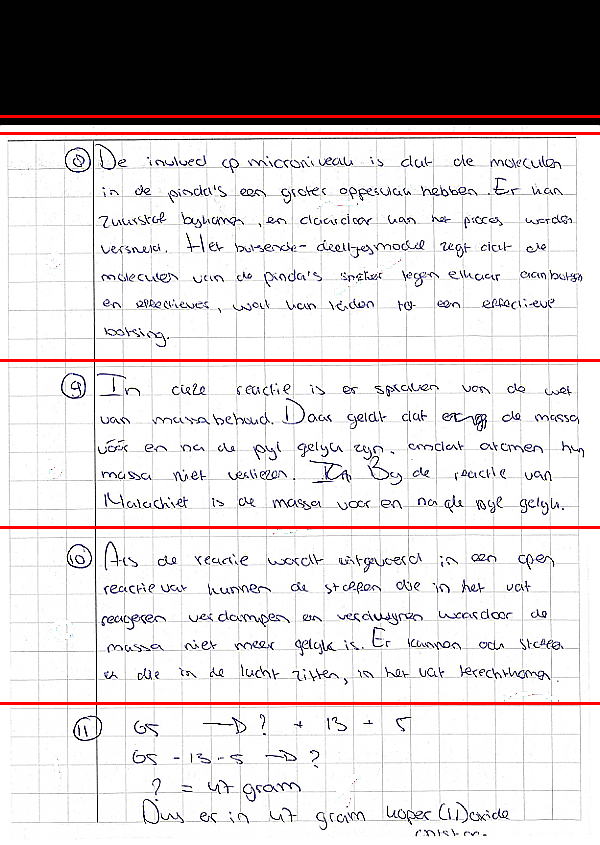 8 De invloed op microniveau is dat de moleculen
in de pinda's een groter oppervlak hebben. Er kan
zuurstof bijkomen, en daardoor kan het proces worden
versneld. Het botsende-deeltjesmodel zegt dat de
moleculen van de pinda's sneller tegen elkaar aanbotsen
en effectiever, wat kan leiden tot een effectieve
botsing.
9 In deze reactie is er spraken van de wet
van massabehoud. Daar geldt dat de massa
vóór en na de pijl gelijk zijn, omdat atomen hun
massa niet verliezen. Bij de reactie van
Malachiet is de massa voor en na de pijl gelijk.
10 Als de reactie wordt uitgevoerd in een open
reactievat kunnen de stoffen die in het vat
reageren verdampen en verdwijnen waardoor de
massa niet meer gelijk is. Er kunnen ook stoffen
die in de lucht zitten, in het vat terechtkomen.
11 65 → ? + 13 + 5
65 - 13 - 5 → ?
? = 47 gram
Dus er in 47 gram koper(II)oxide